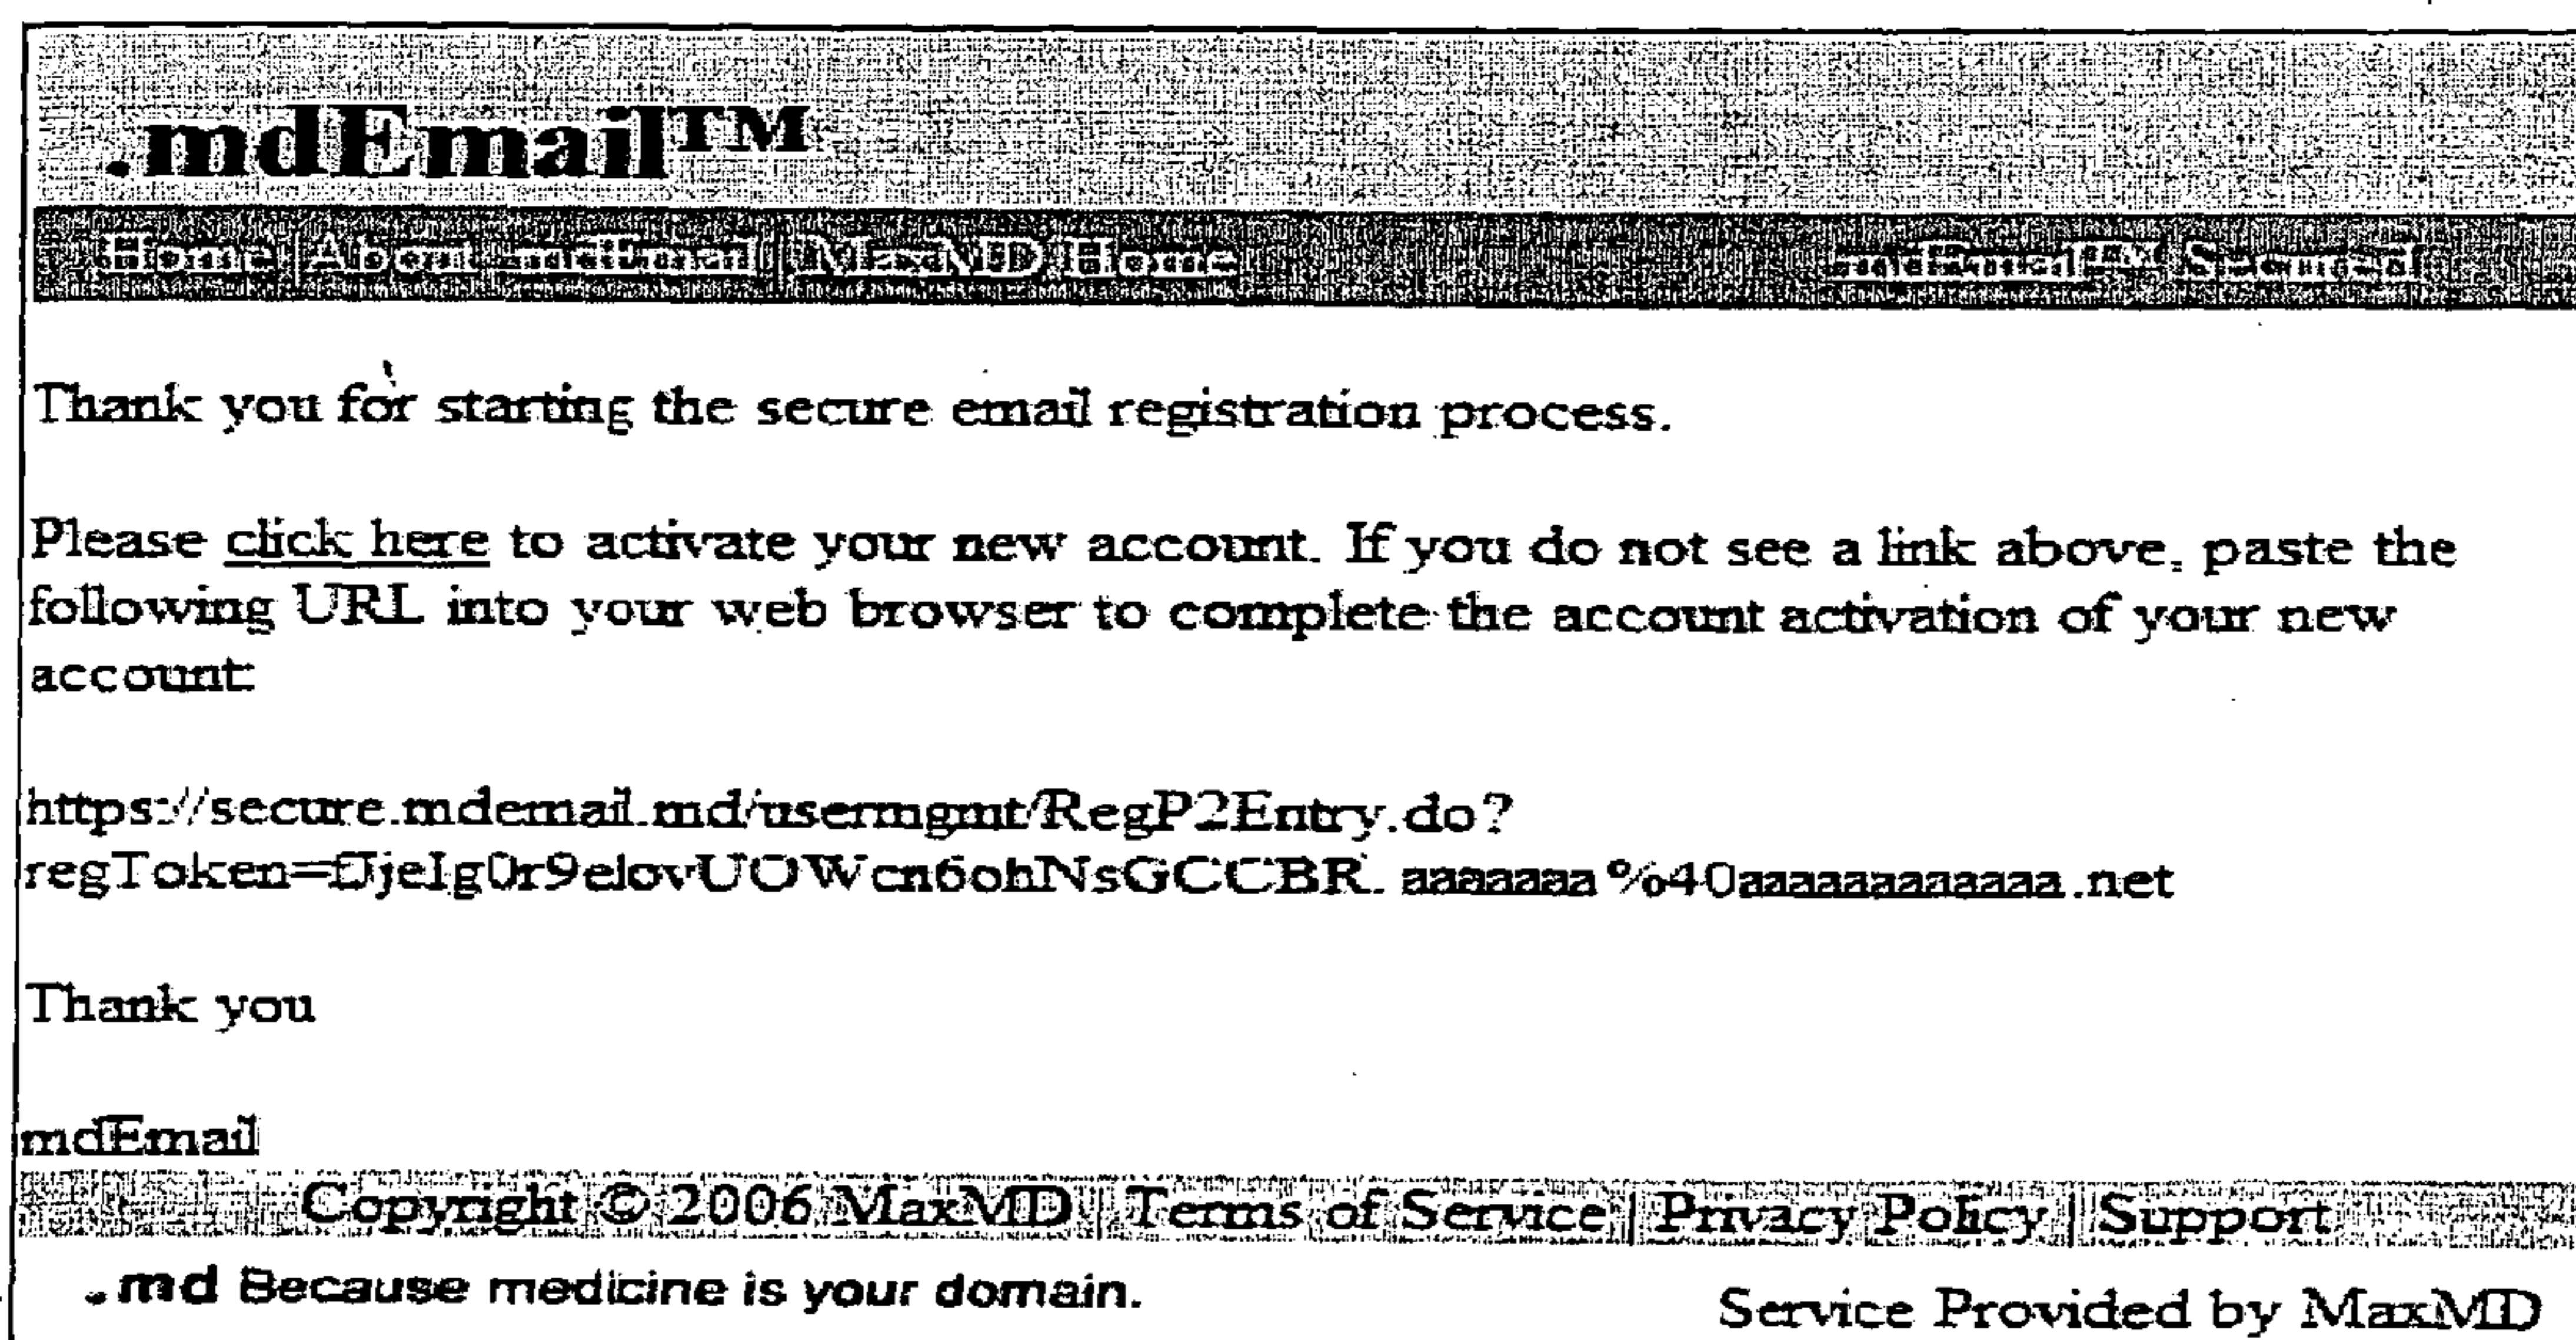 .mdEmail™
Home | About mdEmail | MaxMD Home
Thank you for starting the secure email registration process.
Please click here to activate your new account. If you do not see a link above, paste the
following URL into your web browser to complete the account activation of your new
account:
https://secure.mdemail.md/usermgmt/RegP2Entry.do?
regToken=fJjeIg0r9elovUOWcn6ohNsGCCBR. aaaaaaa%40aaaaaaaaaaaa.net
Thank you
mdEmail
Copyright © 2006 MaxMD | Terms of Service | Privacy Policy | Support
.md Because medicine is your domain.
Service Provided by MaxMD